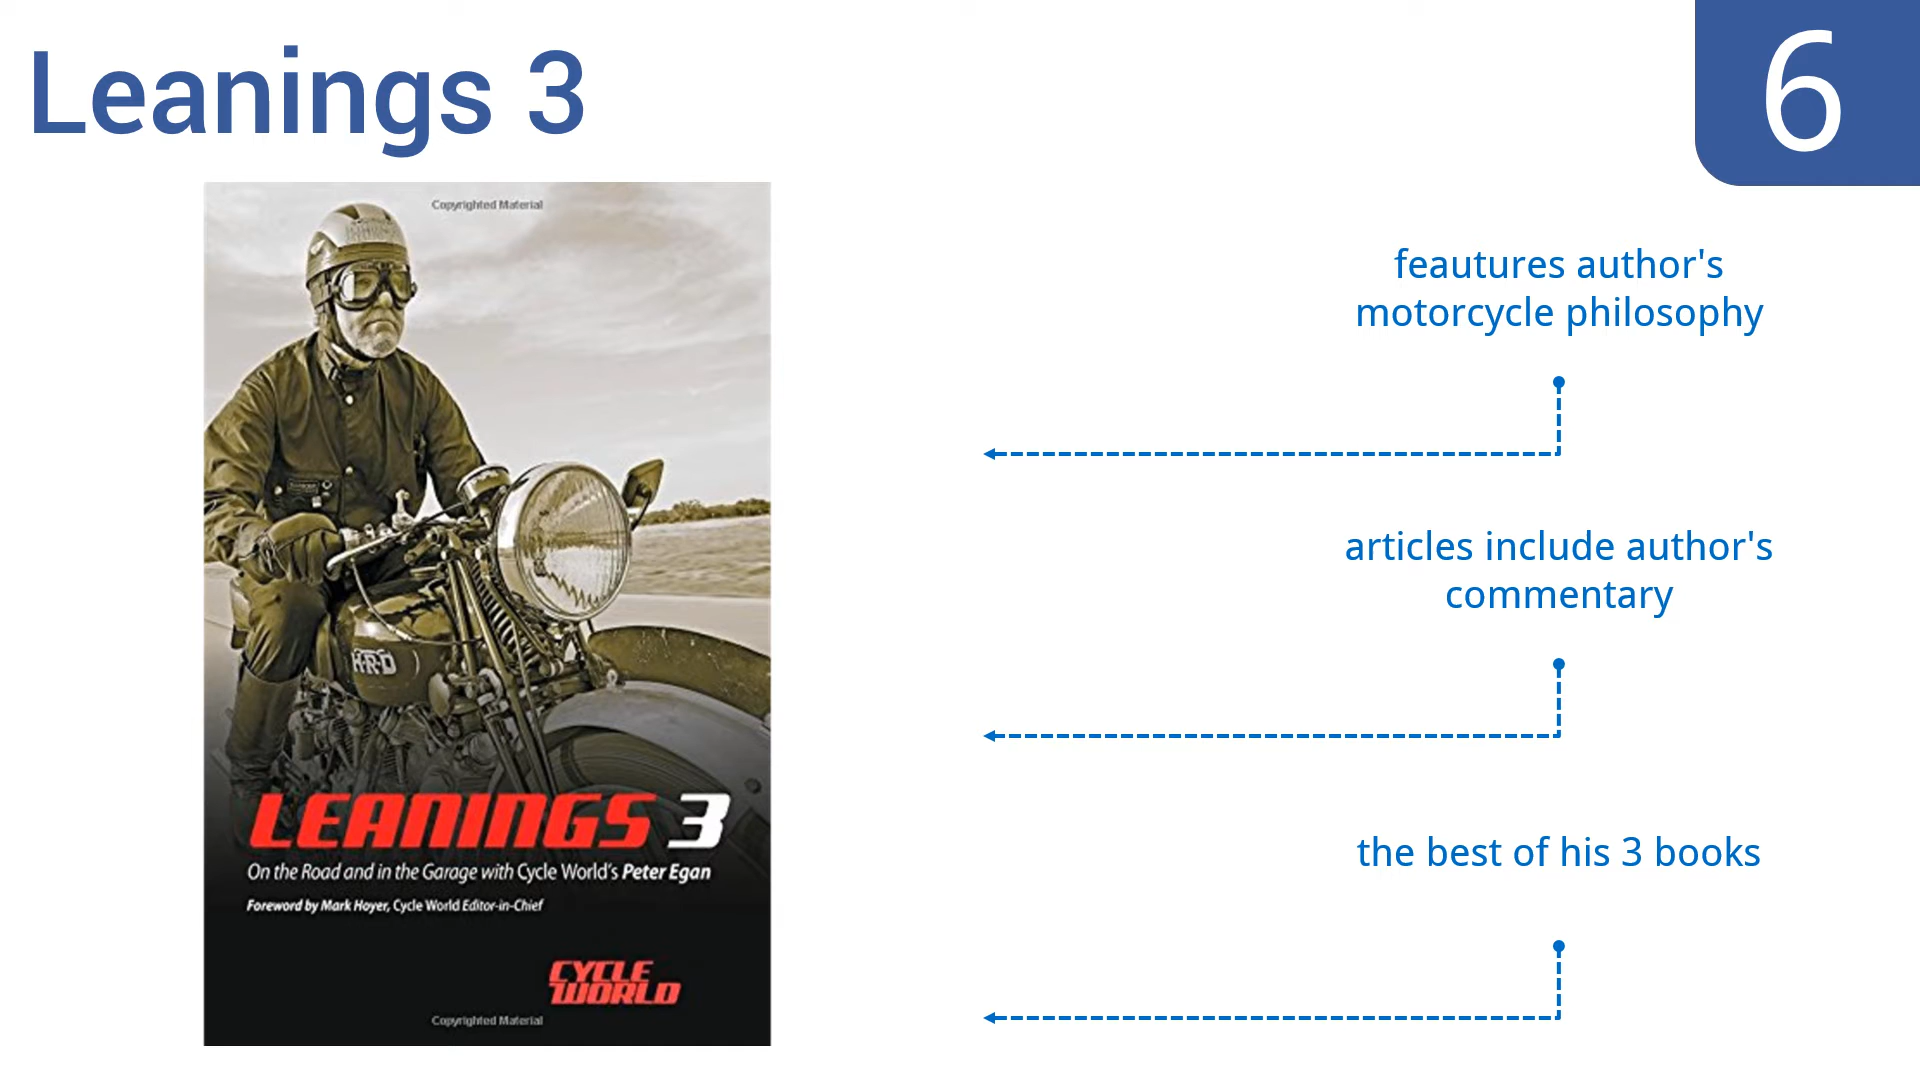 Leanings 3
6
Copyrighted Material
HRD
LEANINGS 3
On the Road and in the Garage with Cycle World's Peter Egan
Foreword by Mark Hoyer, Cycle World Editor-in-Chief
CYCLE
WORLD
Copyrighted Material
feautures author's
motorcycle philosophy
articles include author's
commentary
the best of his 3 books